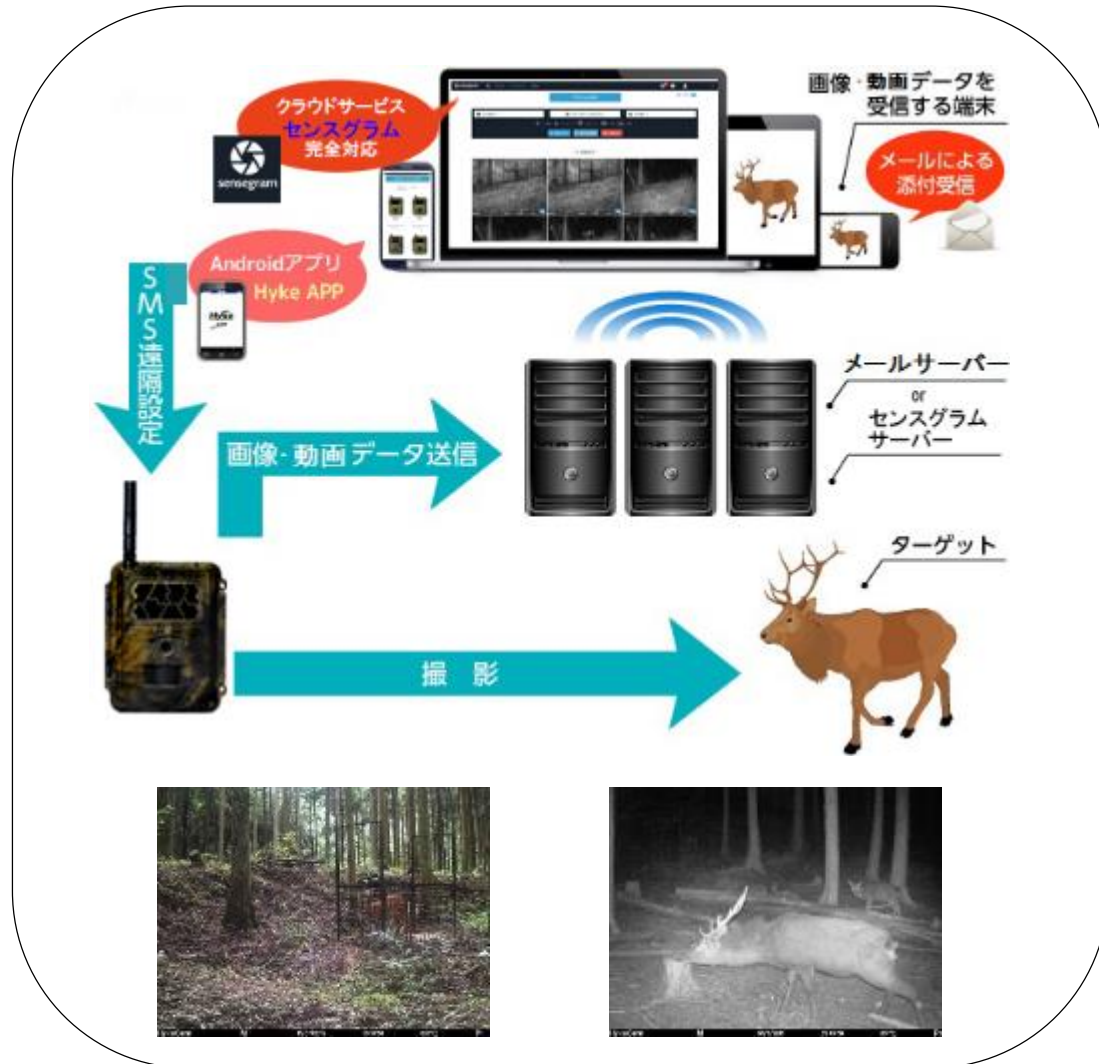 クラウドサービス
センスグラム
完全対応
sensegram
画像・動画データを
受信する端末
メールによる
添付受信
Androidアプリ
Hyke APP
Hyke
SMS遠隔設定
メールサーバー
or
センスグラム
サーバー
画像・動画データ送信
ターゲット
撮 影